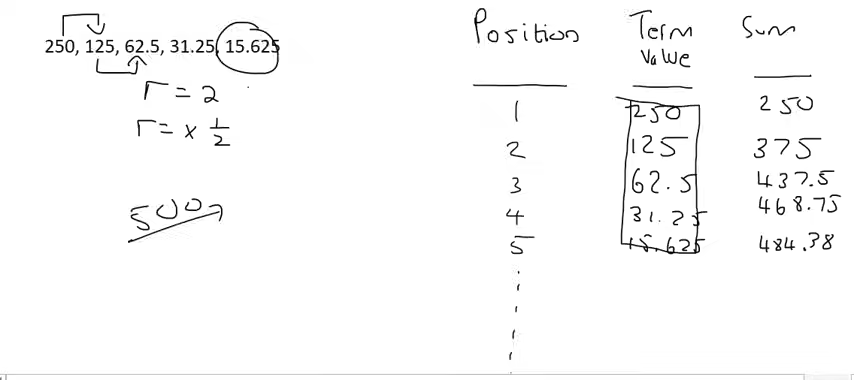 250, 125, 62.5, 31.25, 15.625
r = 2
r = x 1/2
500
Position Term value Sum
1 250 250
2 125 375
3 62.5 437.5
4 31.25 468.75
5 15.625 484.38